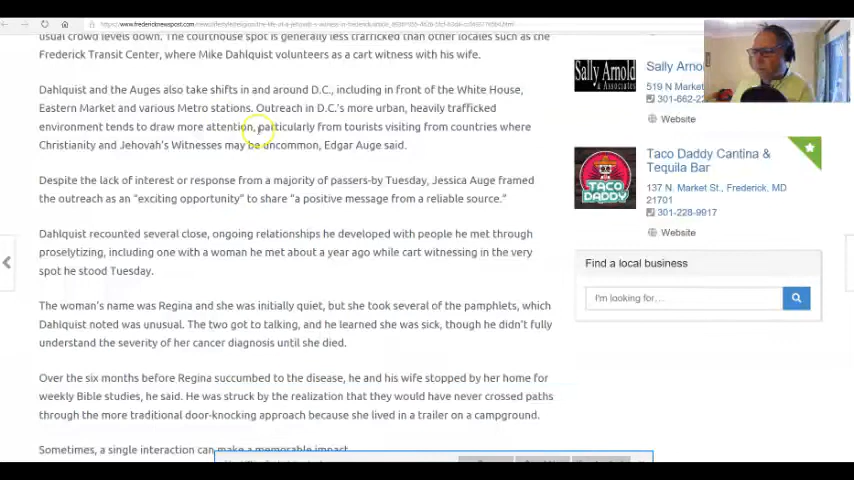 usual crowd levels down. The courthouse spot is generally less trafficked than other locales such as the
Frederick Transit Center, where Mike Dahlquist volunteers as a cart witness with his wife.
Dahlquist and the Auges also take shifts in and around D.C., including in front of the White House,
Eastern Market and various Metro stations. Outreach in D.C.'s more urban, heavily trafficked
environment tends to draw more attention, particularly from tourists visiting from countries where
Christianity and Jehovah's Witnesses may be uncommon, Edgar Auge said.
Despite the lack of interest or response from a majority of passers-by Tuesday, Jessica Auge framed
the outreach as an "exciting opportunity" to share "a positive message from a reliable source."
Dahlquist recounted several close, ongoing relationships he developed with people he met through
proselytizing, including one with a woman he met about a year ago while cart witnessing in the very
spot he stood Tuesday.
The woman's name was Regina and she was initially quiet, but she took several of the pamphlets, which
Dahlquist noted was unusual. The two got to talking, and he learned she was sick, though he didn't fully
understand the severity of her cancer diagnosis until she died.
Over the six months before Regina succumbed to the disease, he and his wife stopped by her home for
weekly Bible studies, he said. He was struck by the realization that they would have never crossed paths
through the more traditional door-knocking approach because she lived in a trailer on a campground.
Sometimes, a single interaction can make a memorable impact.
Sally Arnold
& Associates
Sally Arno
519 N Market
301-662-2
Website
TACO
DADDY
Taco Daddy Cantina &
Tequila Bar
137 N. Market St., Frederick, MD
21701
301-228-9917
Website
Find a local business
I'm looking for...